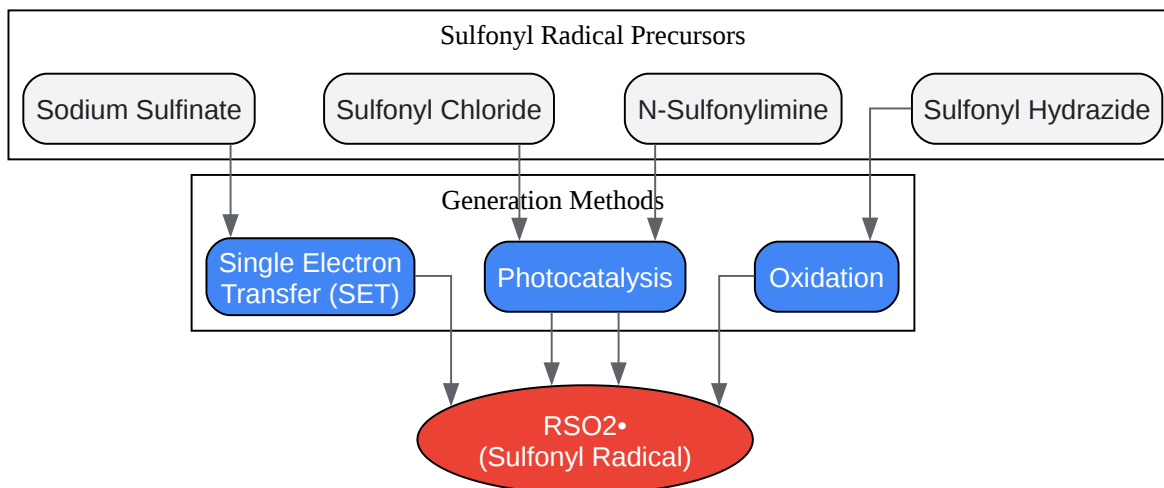 Sulfonyl Radical Precursors
Sodium Sulfinate
Sulfonyl Chloride
N-Sulfonylimine
Sulfonyl Hydrazide
Generation Methods
Single Electron
Transfer (SET)
Photocatalysis
Oxidation
RSO2•
(Sulfonyl Radical)